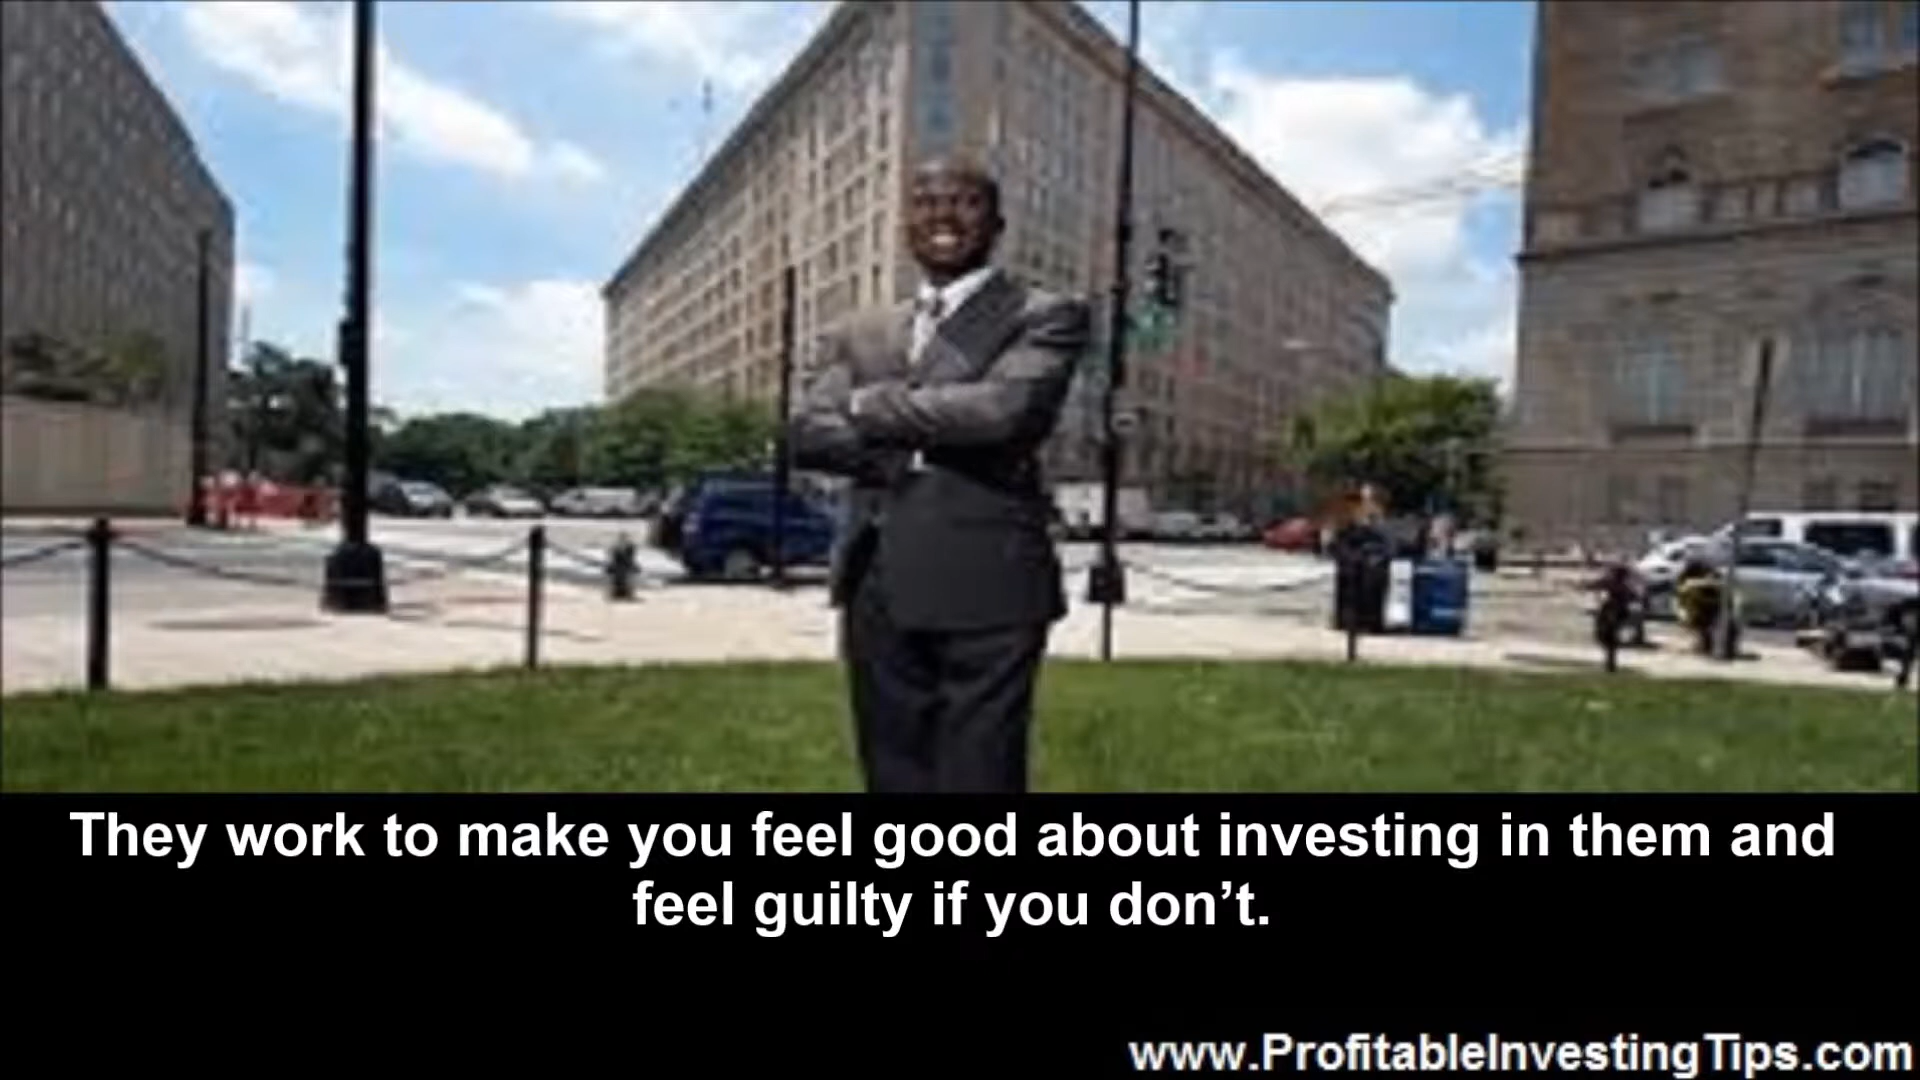 They work to make you feel good about investing in them and
feel guilty if you don’t.
www.ProfitableInvestingTips.com